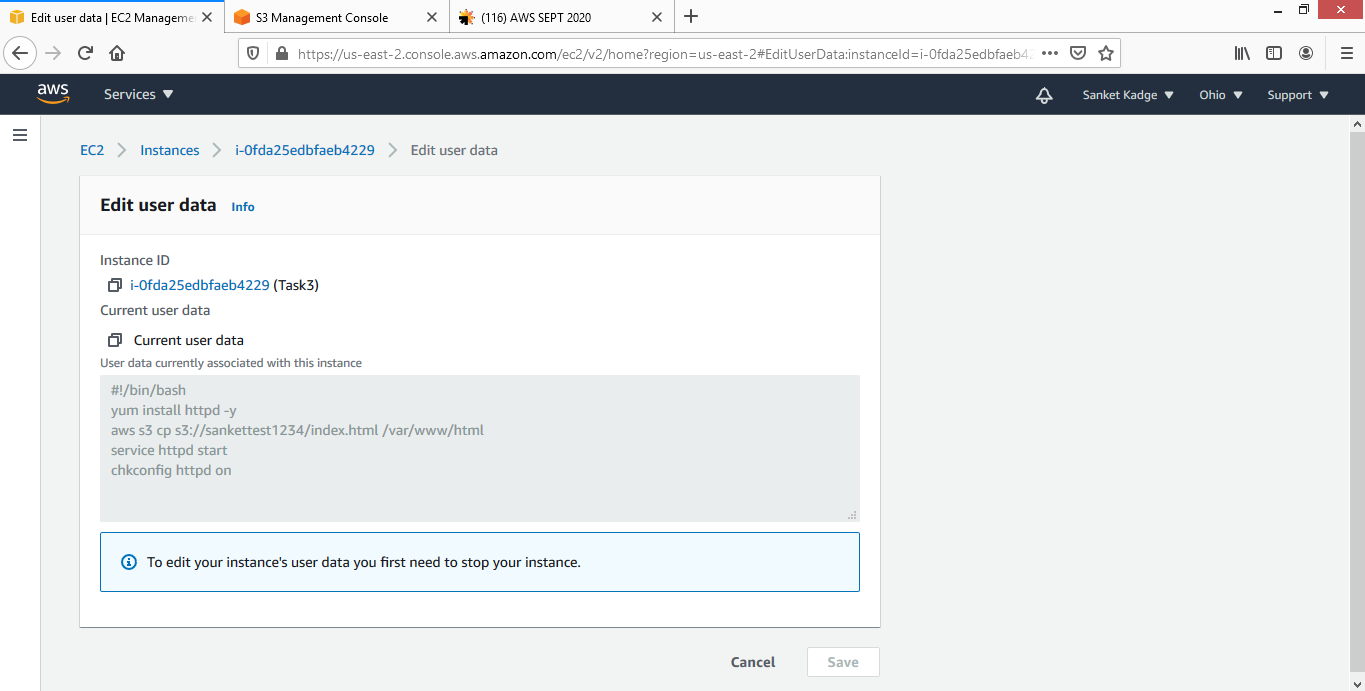 Edit user data | EC2 Manageme
S3 Management Console
(116) AWS SEPT 2020
https://us-east-2.console.aws.amazon.com/ec2/v2/home?region=us-east-2#EditUserData:instanceId=i-0fda25edbfaeb42
aws
Services
Sanket Kadge
Ohio
Support
EC2
Instances
i-0fda25edbfaeb4229
Edit user data
Edit user data Info
Instance ID
i-0fda25edbfaeb4229 (Task3)
Current user data
Current user data
User data currently associated with this instance
#!/bin/bash
yum install httpd -y
aws s3 cp s3://sankettest1234/index.html /var/www/html
service httpd start
chkconfig httpd on
To edit your instance's user data you first need to stop your instance.
Cancel
Save